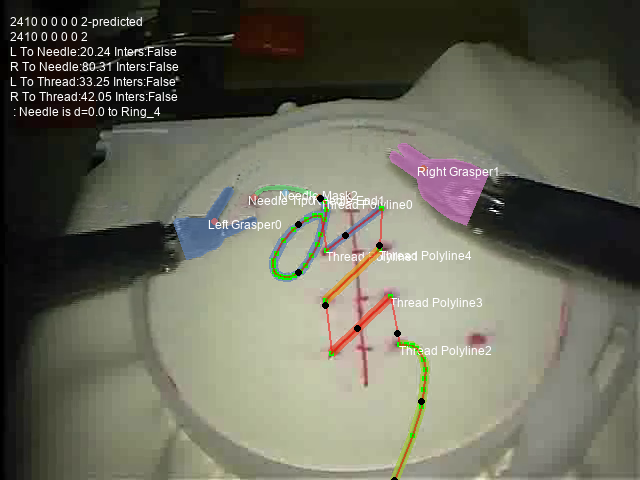 2410 0 0 0 0 2-predicted
2410 0 0 0 0 2
L To Needle:20.24 Inters:False
R To Needle:80.31 Inters:False
L To Thread:33.25 Inters:False
R To Thread:42.05 Inters:False
: Needle is d=0.0 to Ring_4
Right Grasper1
Needle Mask2
Thread Polyline0
Left Grasper0
Thread Polyline4
Thread Polyline3
Thread Polyline2